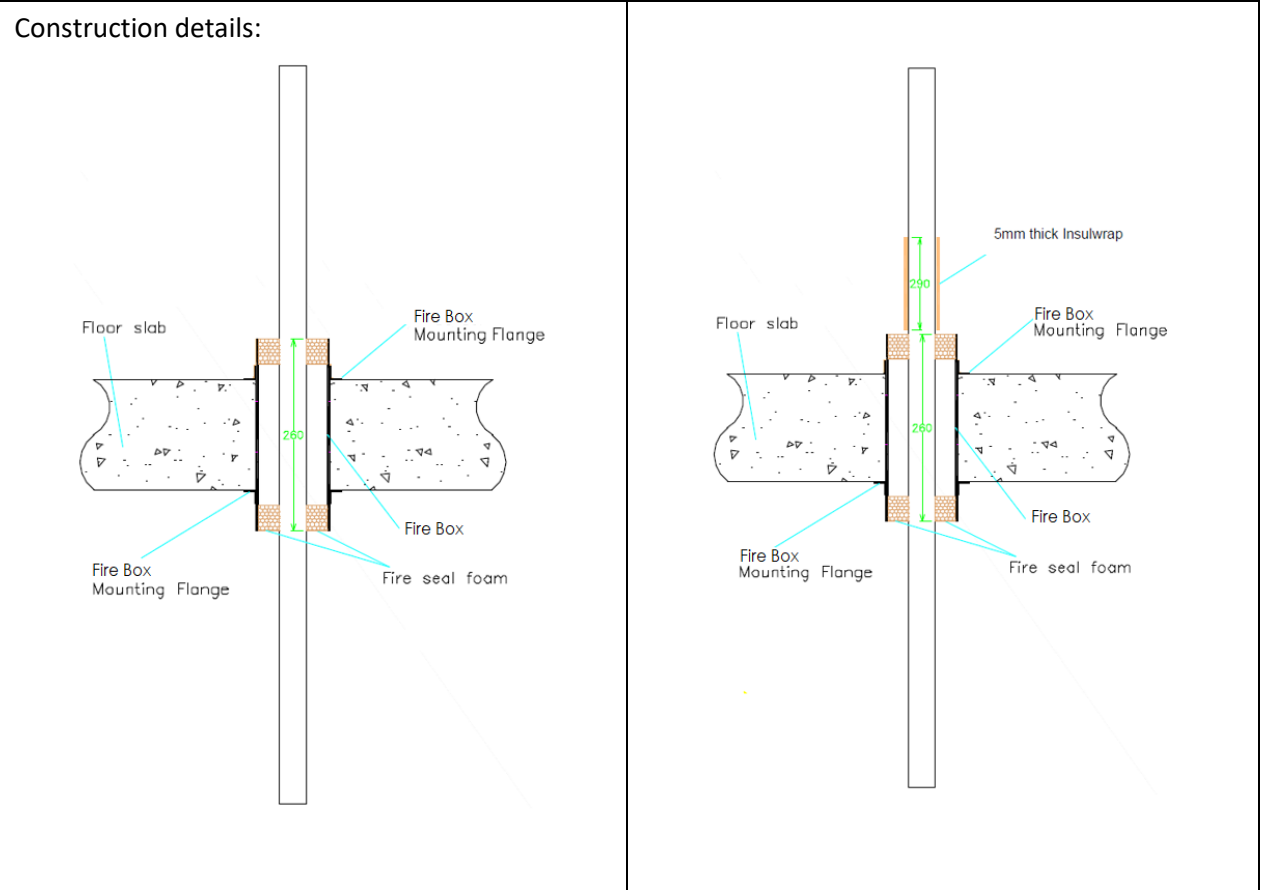 Construction details:
Fire Box
Mounting Flange
Floor slab
260
Fire Box
Fire Box
Mounting Flange
Fire seal foam
5mm thick Insulwrap
290
Fire Box
Mounting Flange
Floor slab
260
Fire Box
Fire Box
Mounting Flange
Fire seal foam